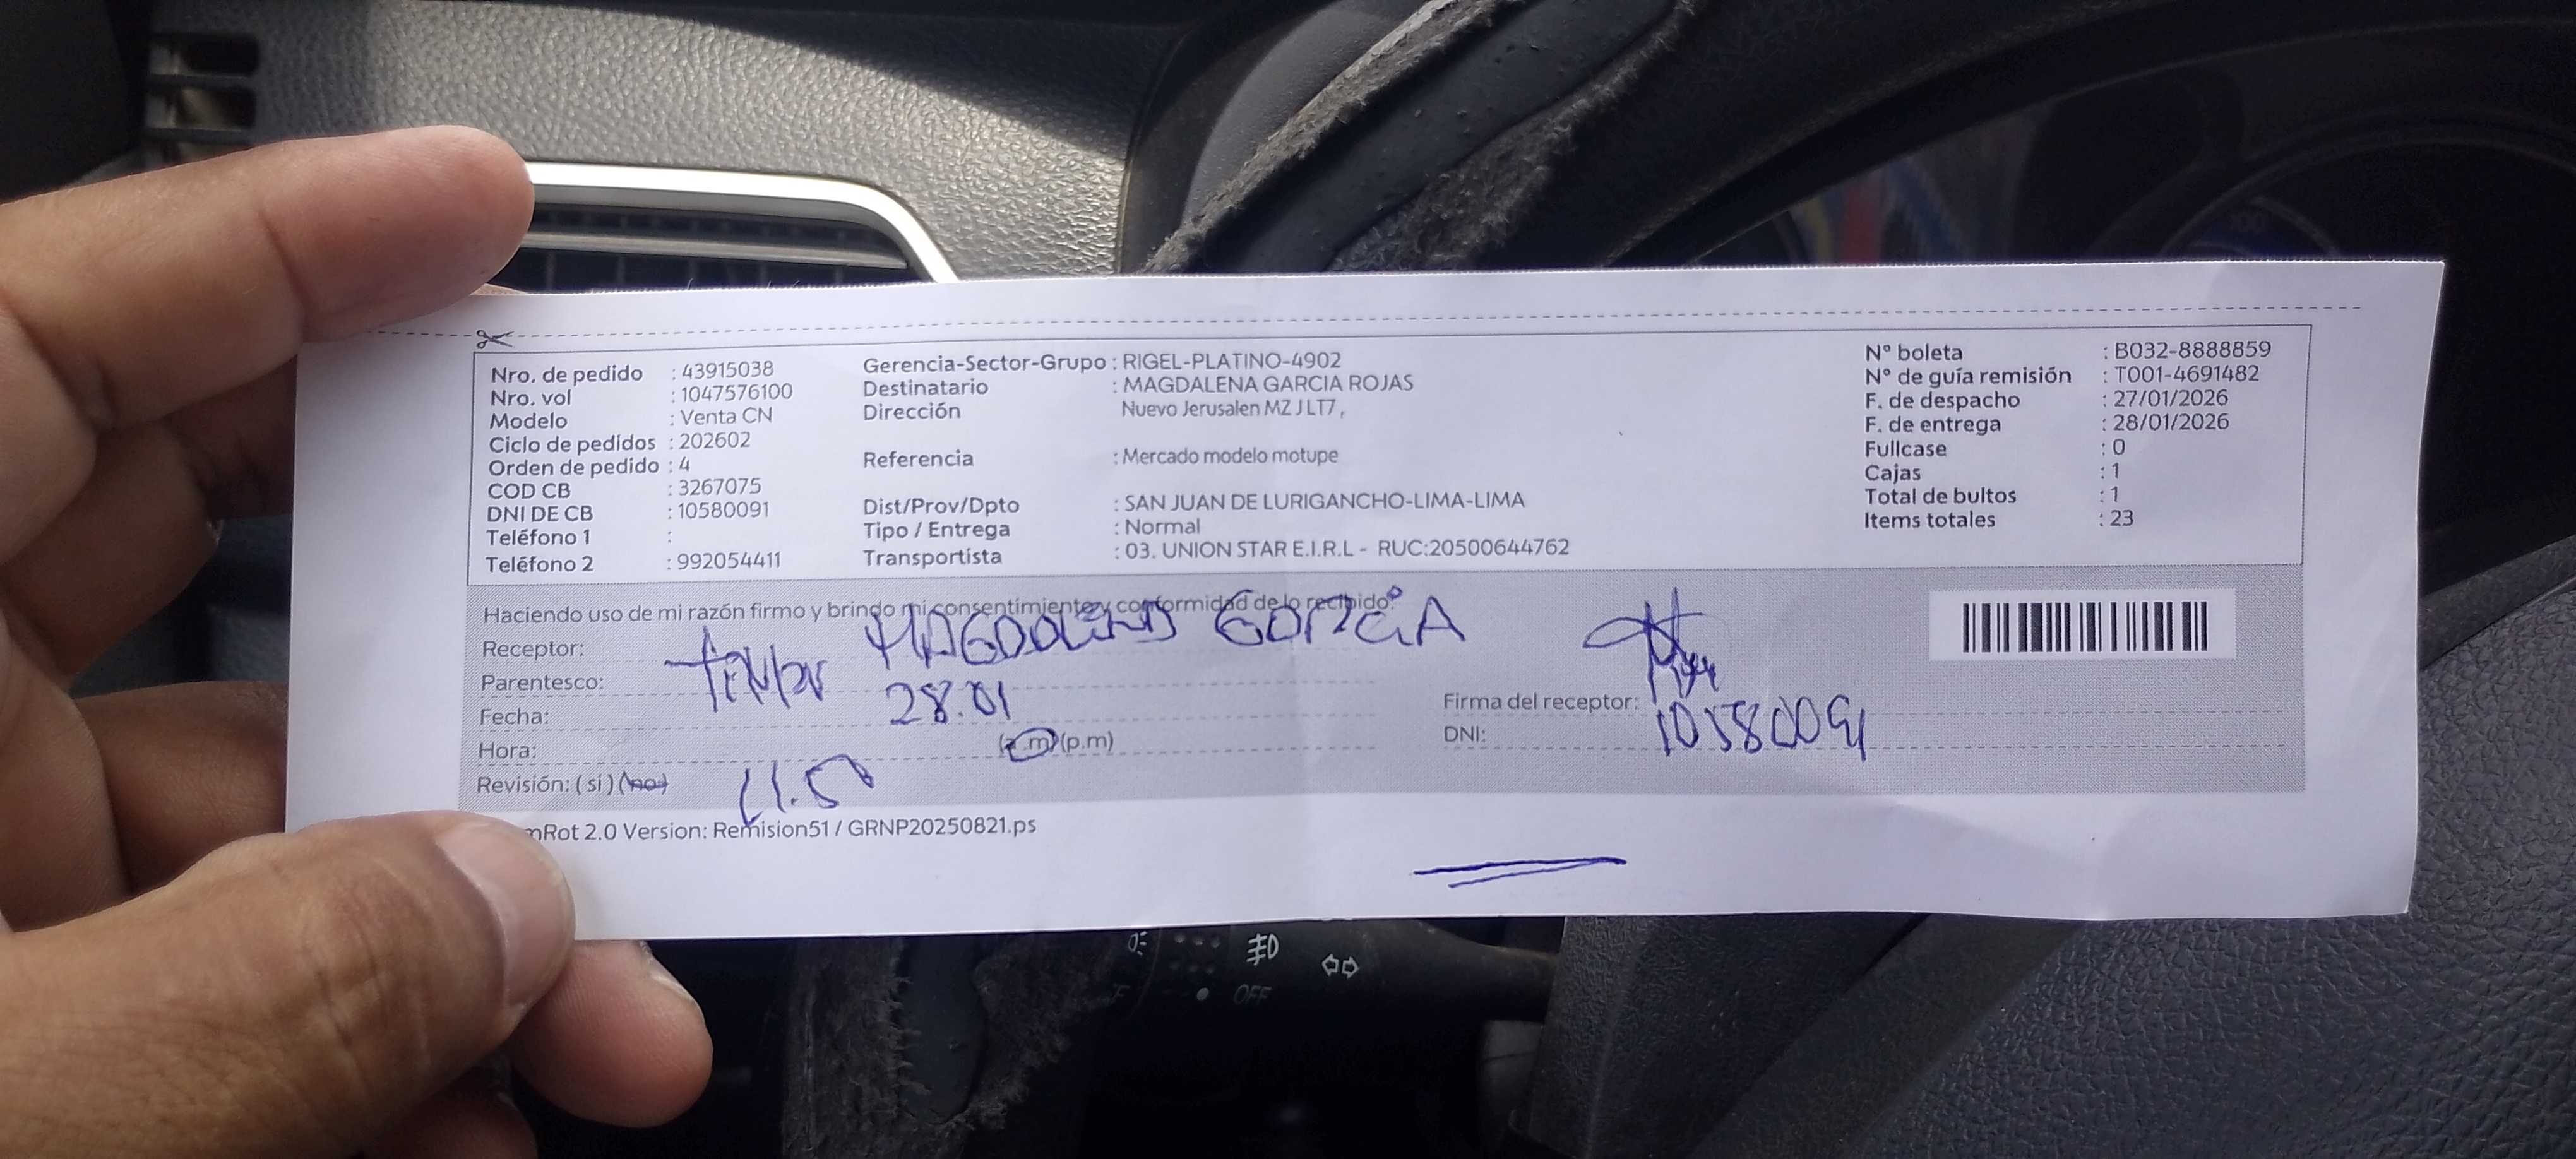 Nro. de pedido : 43915038
Nro. vol : 1047576100
Modelo : Venta CN
Ciclo de pedidos : 202602
Orden de pedido : 4
COD CB : 3267075
DNI DE CB : 10580091
Teléfono 1 :
Teléfono 2 : 992054411
Gerencia-Sector-Grupo : RIGEL-PLATINO-4902
Destinatario : MAGDALENA GARCIA ROJAS
Dirección Nuevo Jerusalen MZ J LT7 ,
Referencia : Mercado modelo motupe
Dist/Prov/Dpto : SAN JUAN DE LURIGANCHO-LIMA-LIMA
Tipo / Entrega : Normal
Transportista : 03. UNION STAR E.I.R.L - RUC:20500644762
N° boleta : B032-8888859
N° de guía remisión : T001-4691482
F. de despacho : 27/01/2026
F. de entrega : 28/01/2026
Fullcase : 0
Cajas : 1
Total de bultos : 1
Items totales : 23
Haciendo uso de mi razón firmo y brindo mi consentimiento y conformidad de lo recibido.
Receptor: GARCIA
Parentesco:
Fecha: 28.01
Hora: 11.50 (a.m) (p.m)
Revisión: ( si ) (no)
Firma del receptor:
DNI: 10580091
mRot 2.0 Version: Remision51 / GRNP20250821.ps
OFF